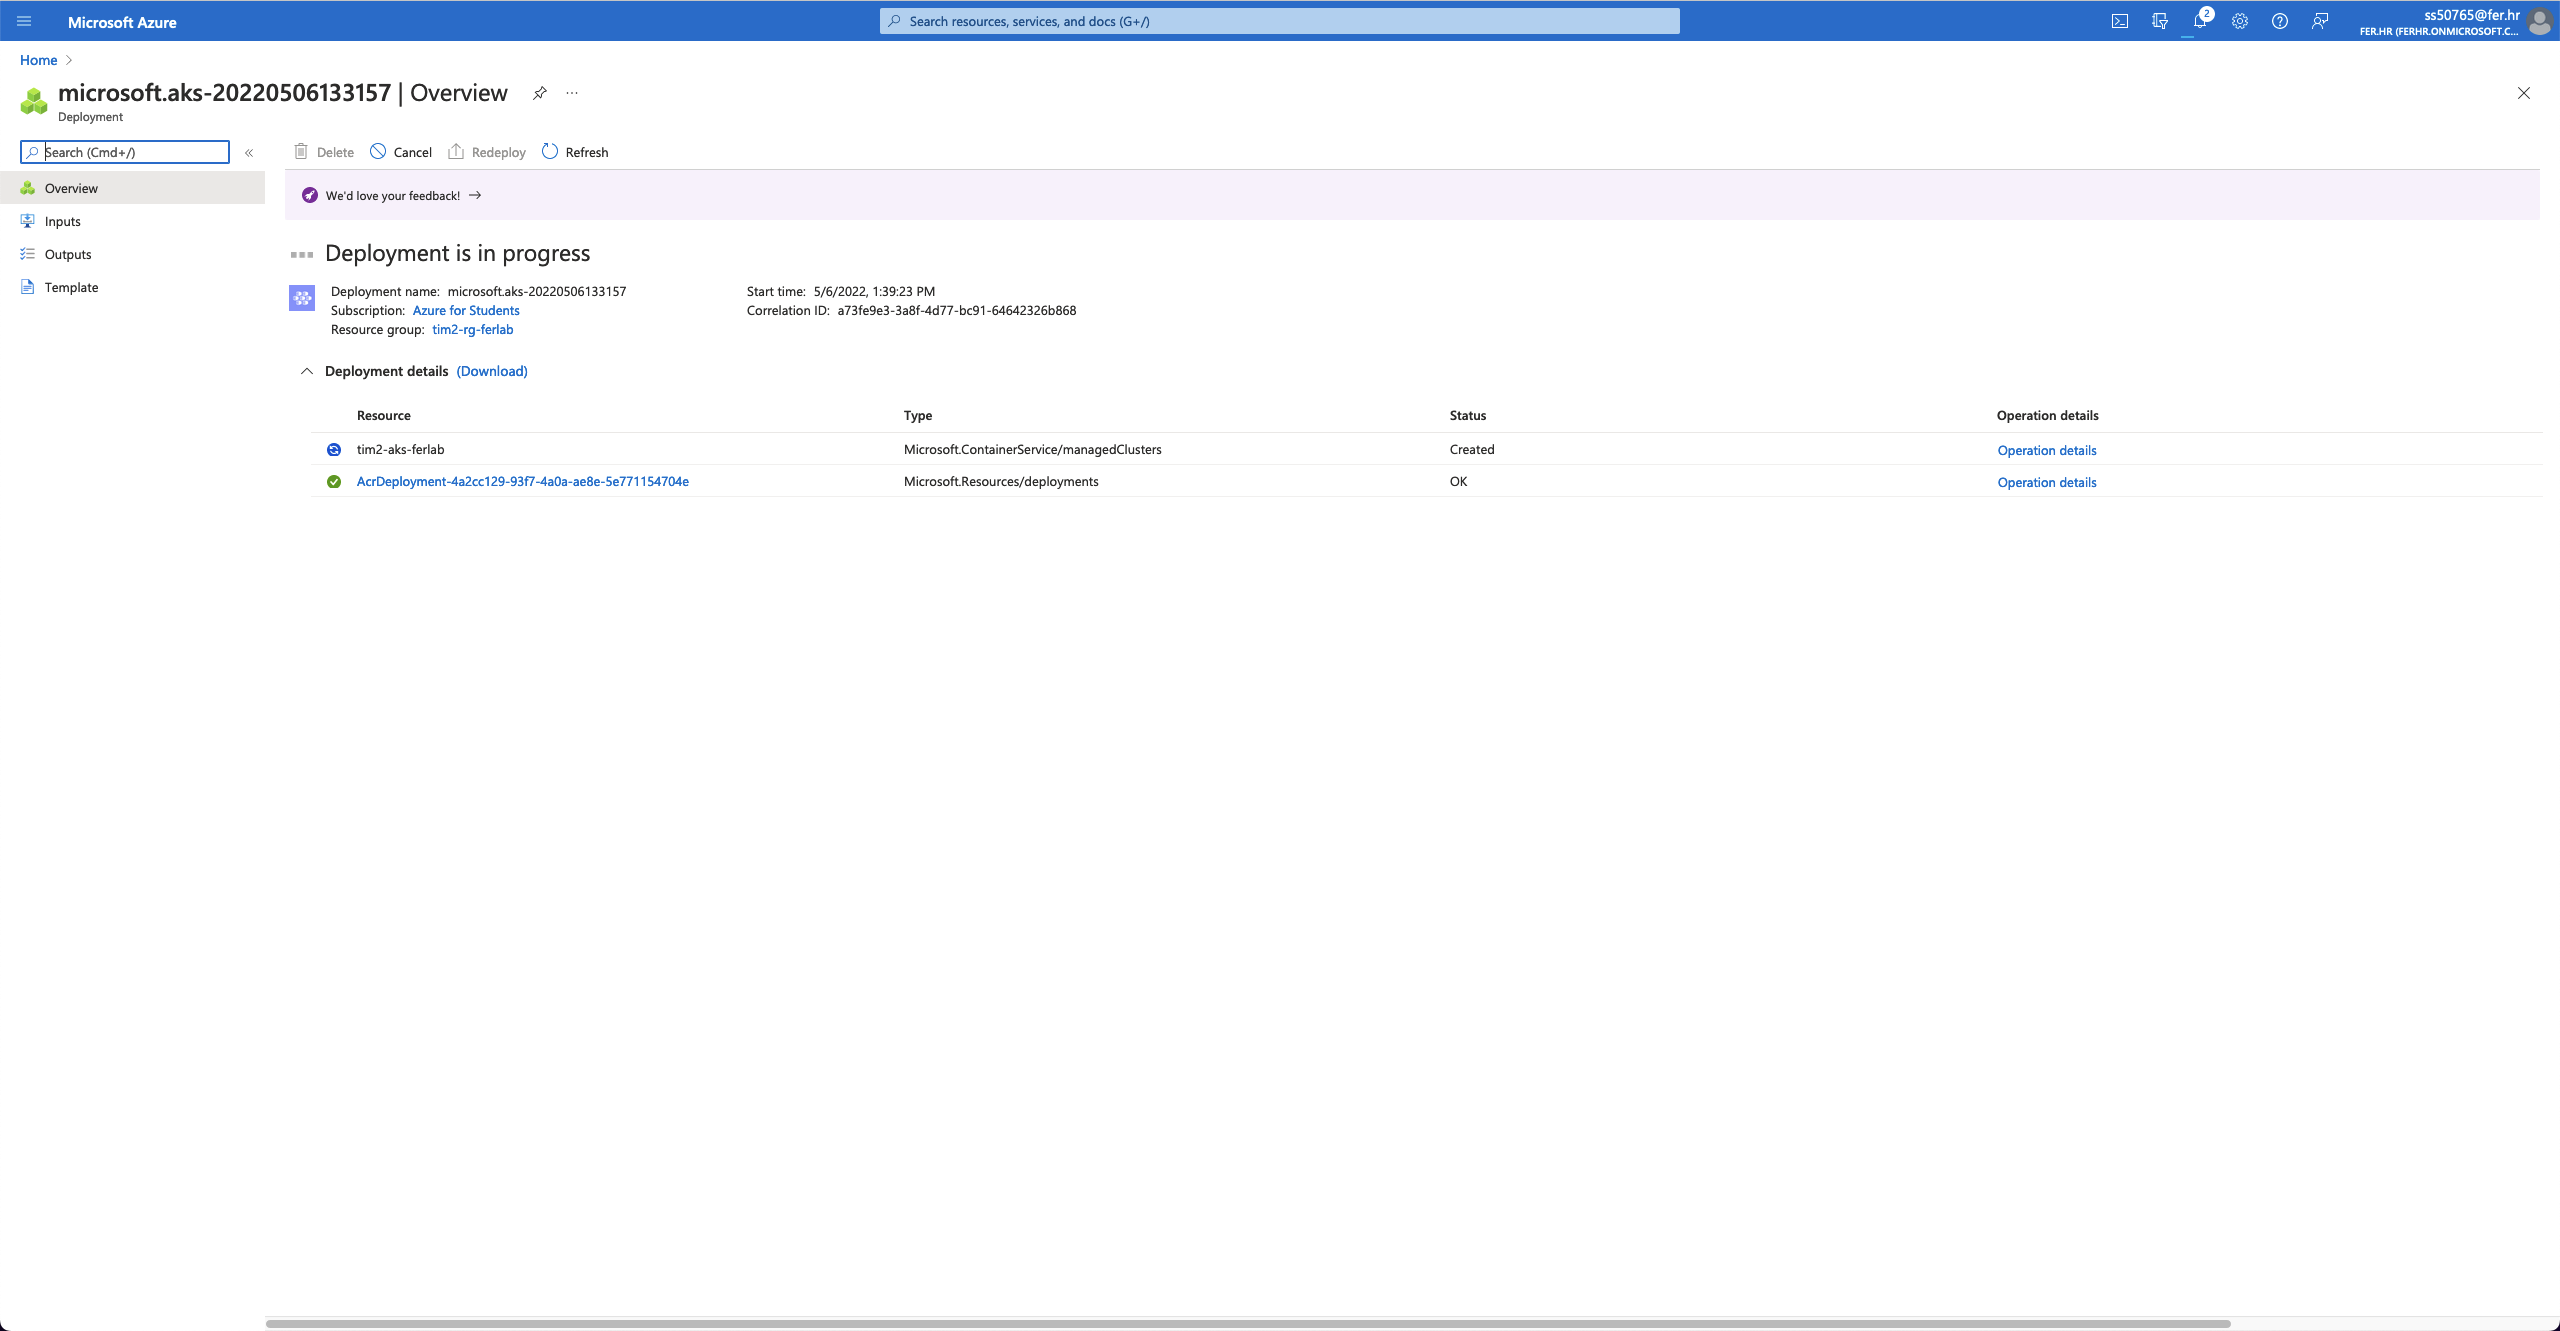 Microsoft Azure
Search resources, services, and docs (G+/)
2
ss50765@fer.hr
FER.HR (FERHR.ONMICROSOFT.C...
Home
microsoft.aks-20220506133157 | Overview
...
Deployment
Search (Cmd+/)
«
Delete
Cancel
Redeploy
Refresh
Overview
Inputs
Outputs
Template
We'd love your feedback! →
Deployment is in progress
Deployment name: microsoft.aks-20220506133157
Subscription: Azure for Students
Resource group: tim2-rg-ferlab
Start time: 5/6/2022, 1:39:23 PM
Correlation ID: a73fe9e3-3a8f-4d77-bc91-64642326b868
Deployment details (Download)
Resource Type Status Operation details
tim2-aks-ferlab Microsoft.ContainerService/managedClusters Created Operation details
AcrDeployment-4a2cc129-93f7-4a0a-ae8e-5e771154704e Microsoft.Resources/deployments OK Operation details